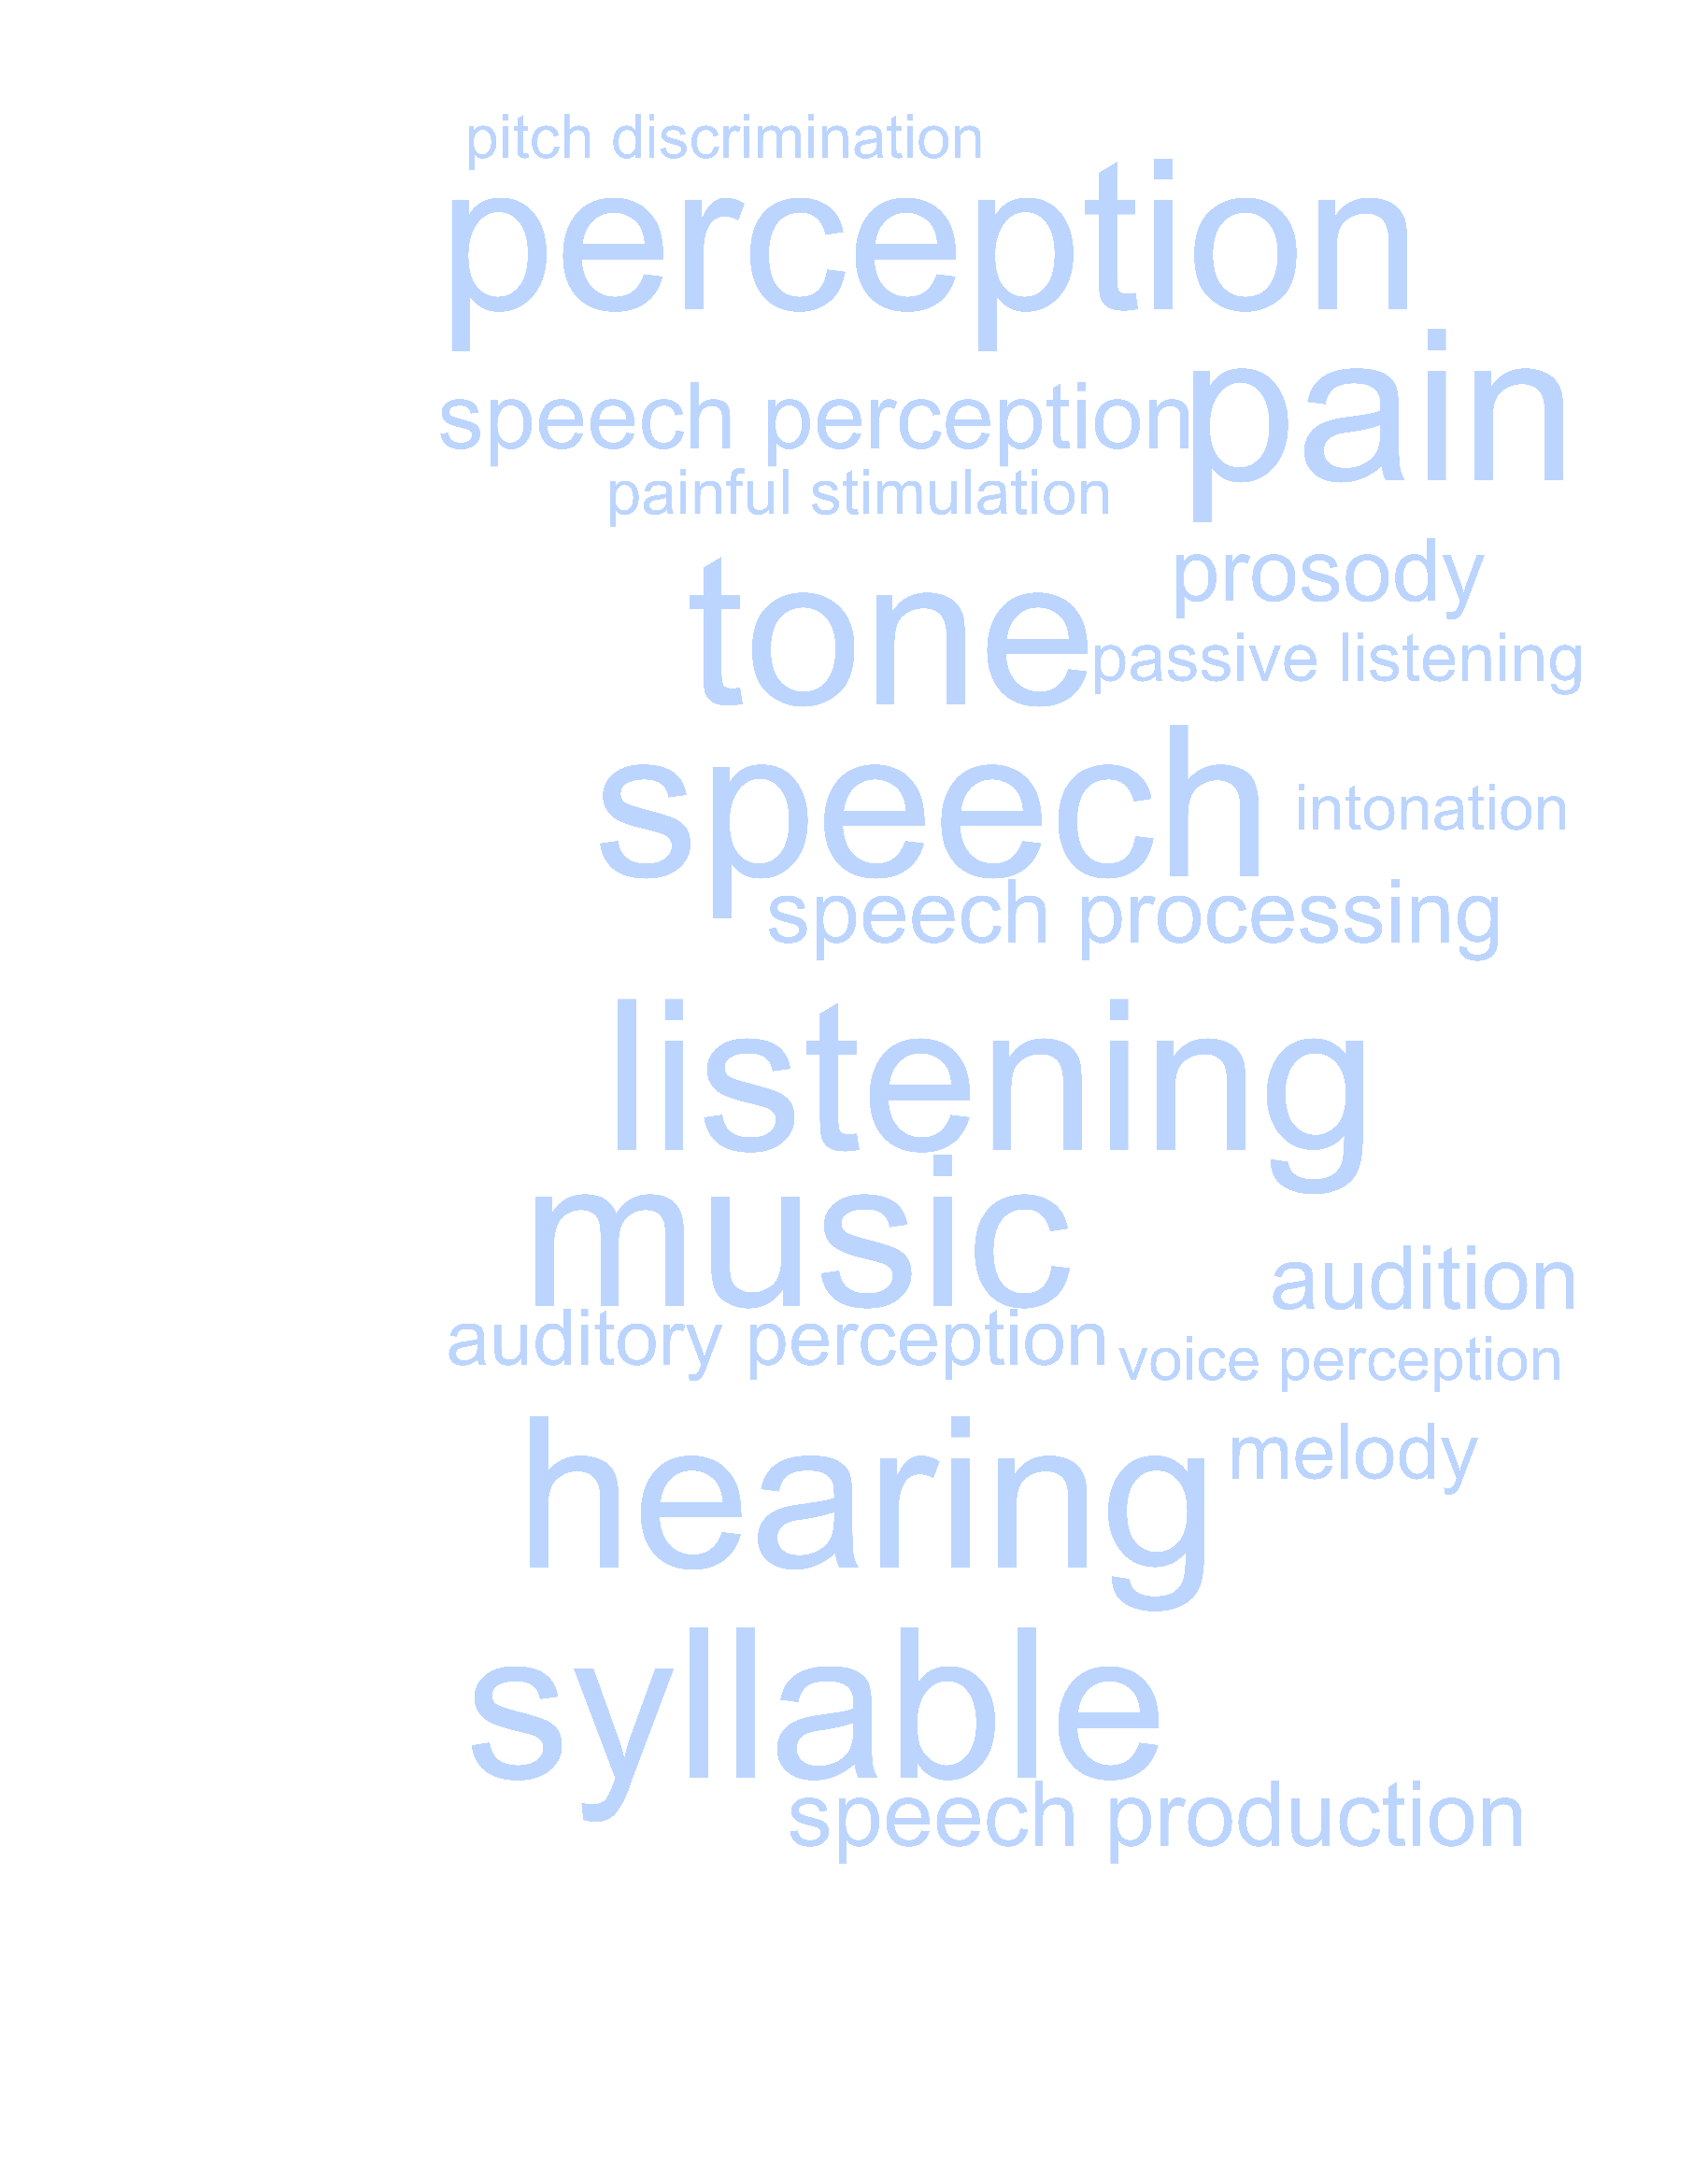 pitch discrimination
perception
pain
speech perception
painful stimulation
prosody
tone
passive listening
speech
intonation
speech processing
listening
music
audition
auditory perception
voice perception
hearing
melody
syllable
speech production